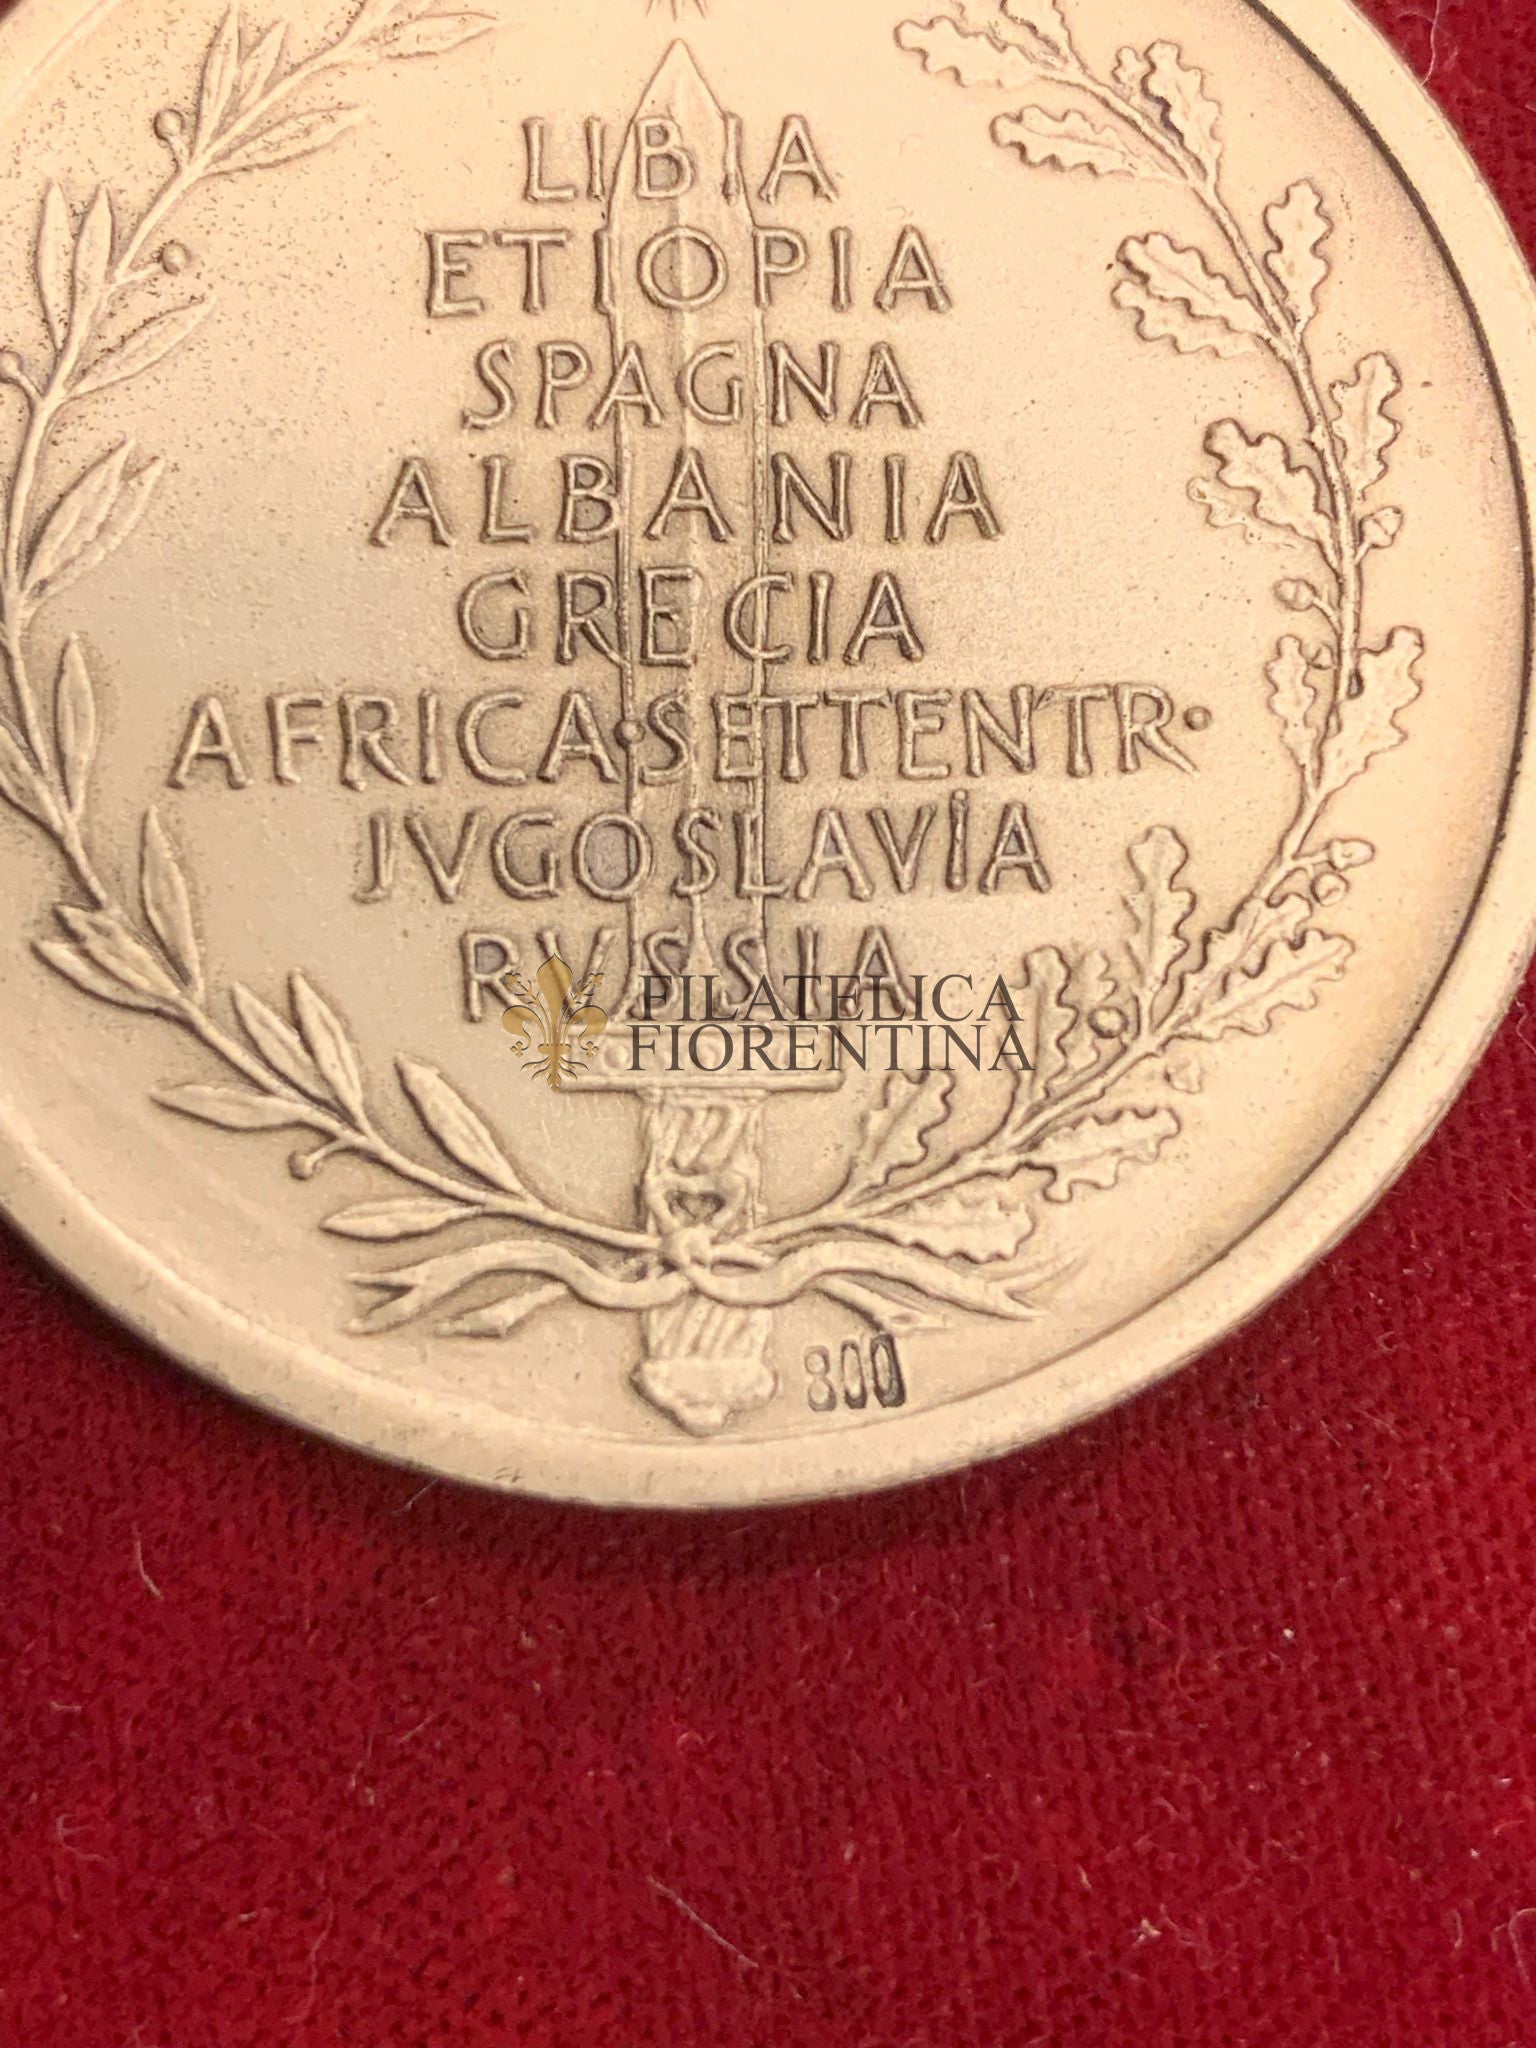 LIBIA
ETIOPIA
SPAGNA
ALBANIA
GRECIA
AFRICA·SETTENTR·
JVGOSLAVIA
RVSSIA
FILATELICA
FIORENTINA
800